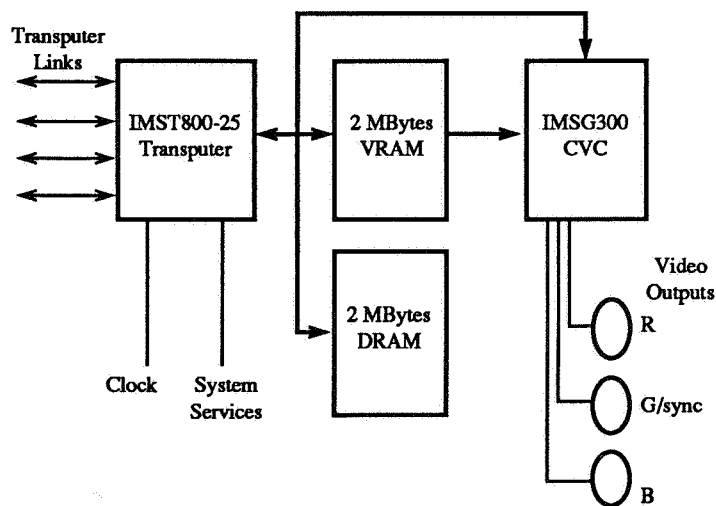 Transputer
Links
IMST800-25
Transputer
2 MBytes
VRAM
IMSG300
CVC
2 MBytes
DRAM
Clock
System
Services
Video
Outputs
R
G/sync
B